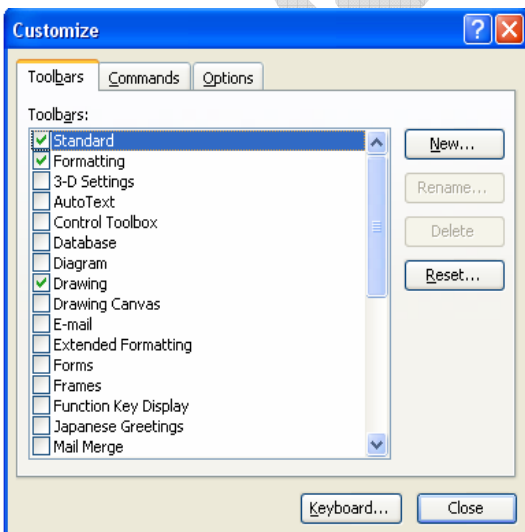 Customize
Toolbars Commands Options
Toolbars:
Standard
Formatting
3-D Settings
AutoText
Control Toolbox
Database
Diagram
Drawing
Drawing Canvas
E-mail
Extended Formatting
Forms
Frames
Function Key Display
Japanese Greetings
Mail Merge
New...
Rename...
Delete
Reset...
Keyboard... Close